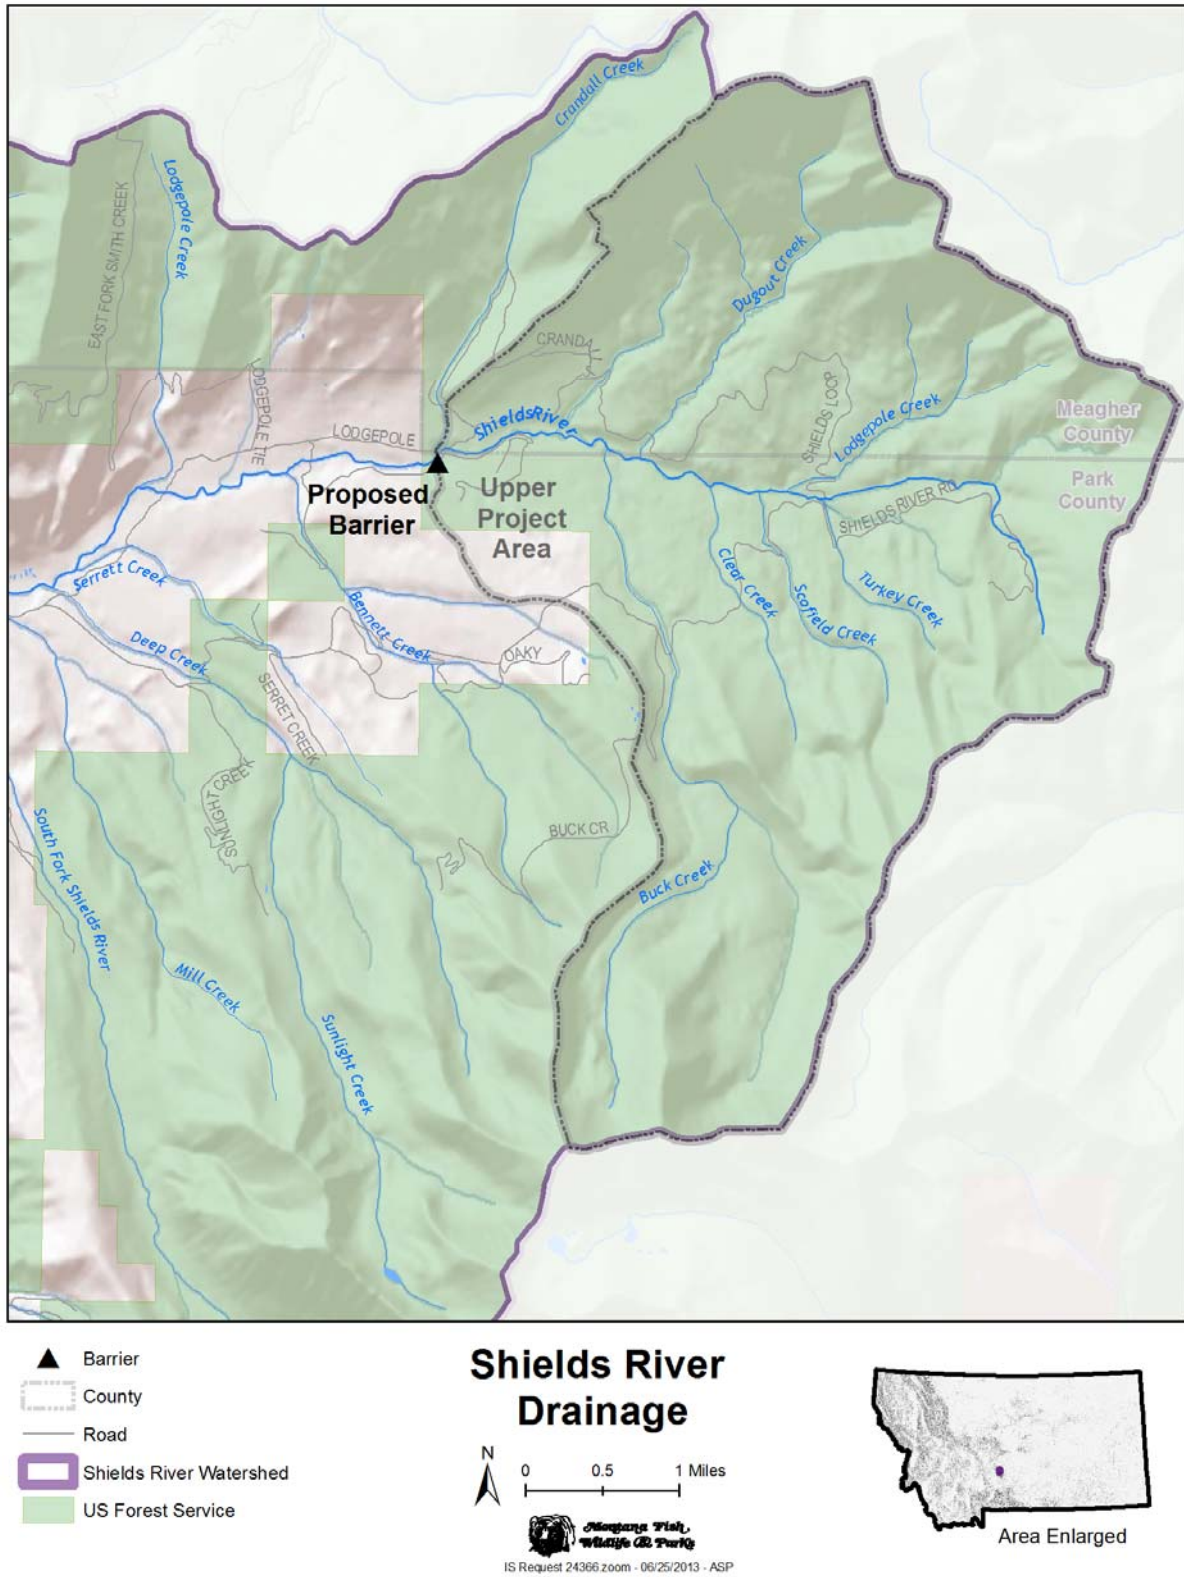 Crandall Creek
Lodgepole Creek
EAST FORK SMITH CREEK
Dugout Creek
CRAND
LODGEPOLE TIE
LODGEPOLE
ShieldsRiver
SHIELDS LOOP
Lodgepole Creek
Meagher
County
Park
County
Proposed
Barrier
Upper
Project
Area
SHIELDS RIVER RD
Serrett Creek
Bennett Creek
Clear Creek
Scofield Creek
Turkey Creek
Deep Creek
OAKY
SERRET CREEK
SUNLIGHT CREEK
BUCK CR
South Fork Shields River
Buck Creek
Mill Creek
Sunlight Creek
Barrier
County
Road
Shields River Watershed
US Forest Service
Shields River
Drainage
N
0 0.5 1 Miles
Montana Fish,
Wildlife & Parks
IS Request 24366.zoom - 06/25/2013 - ASP
Area Enlarged